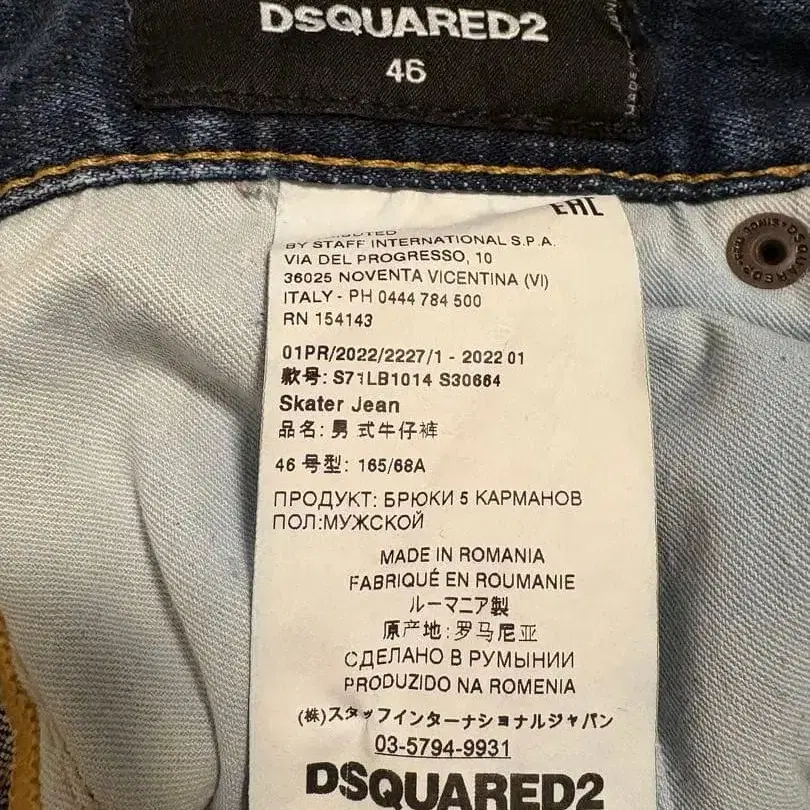 DSQUARED2
46
MADE IN
EAC
BY STAFF INTERNATIONAL S.P.A.
VIA DEL PROGRESSO, 10
36025 NOVENTA VICENTINA (VI)
ITALY - PH 0444 784 500
RN 154143
01PR/2022/2227/1 - 2022 01
款号: S71LB1014 S30664
Skater Jean
品名: 男 式牛仔裤
46 号型: 165/68A
ПРОДУКТ: БРЮКИ 5 КАРМАНОВ
ПОЛ:МУЖСКОЙ
MADE IN ROMANIA
FABRIQUÉ EN ROUMANIE
ルーマニア製
原产地:罗马尼亚
СДЕЛАНО В РУМЫНИИ
PRODUZIDO NA ROMENIA
(株)スタッフインターナショナルジャパン
03-5794-9931
DSQUARED2